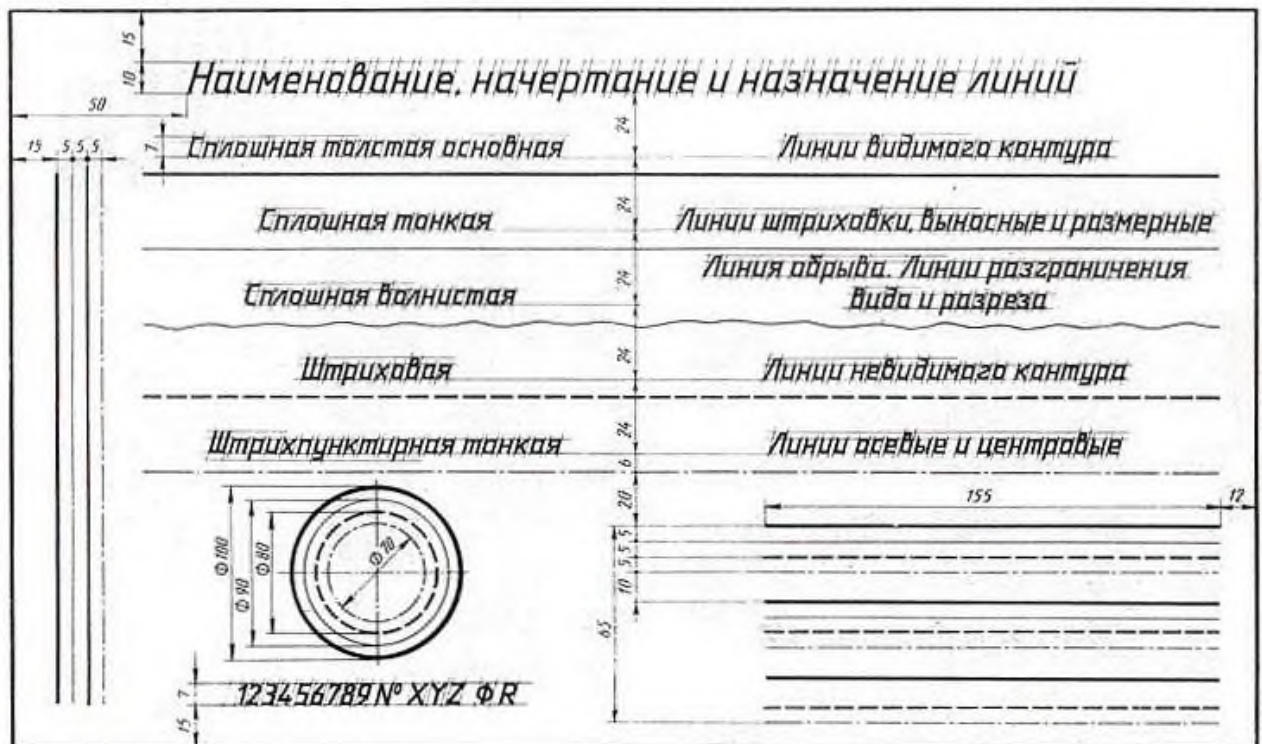 15
10
Наименование, начертание и назначение линий
50
15 5 5 5
7
24
Сплошная толстая основная
Линии видимого контура
24
Сплошная тонкая
Линии штриховки, выносные и размерные
24
Сплошная волнистая
Линия обрыва. Линии разграничения
вида и разреза
24
Штриховая
Линии невидимого контура
24
Штрихпунктирная тонкая
Линии осевые и центровые
6
20
155
12
Ф100
Ф90
Ф80
Ф70
5
5
5
10
65
7
123456789 № XYZ Ф R
15